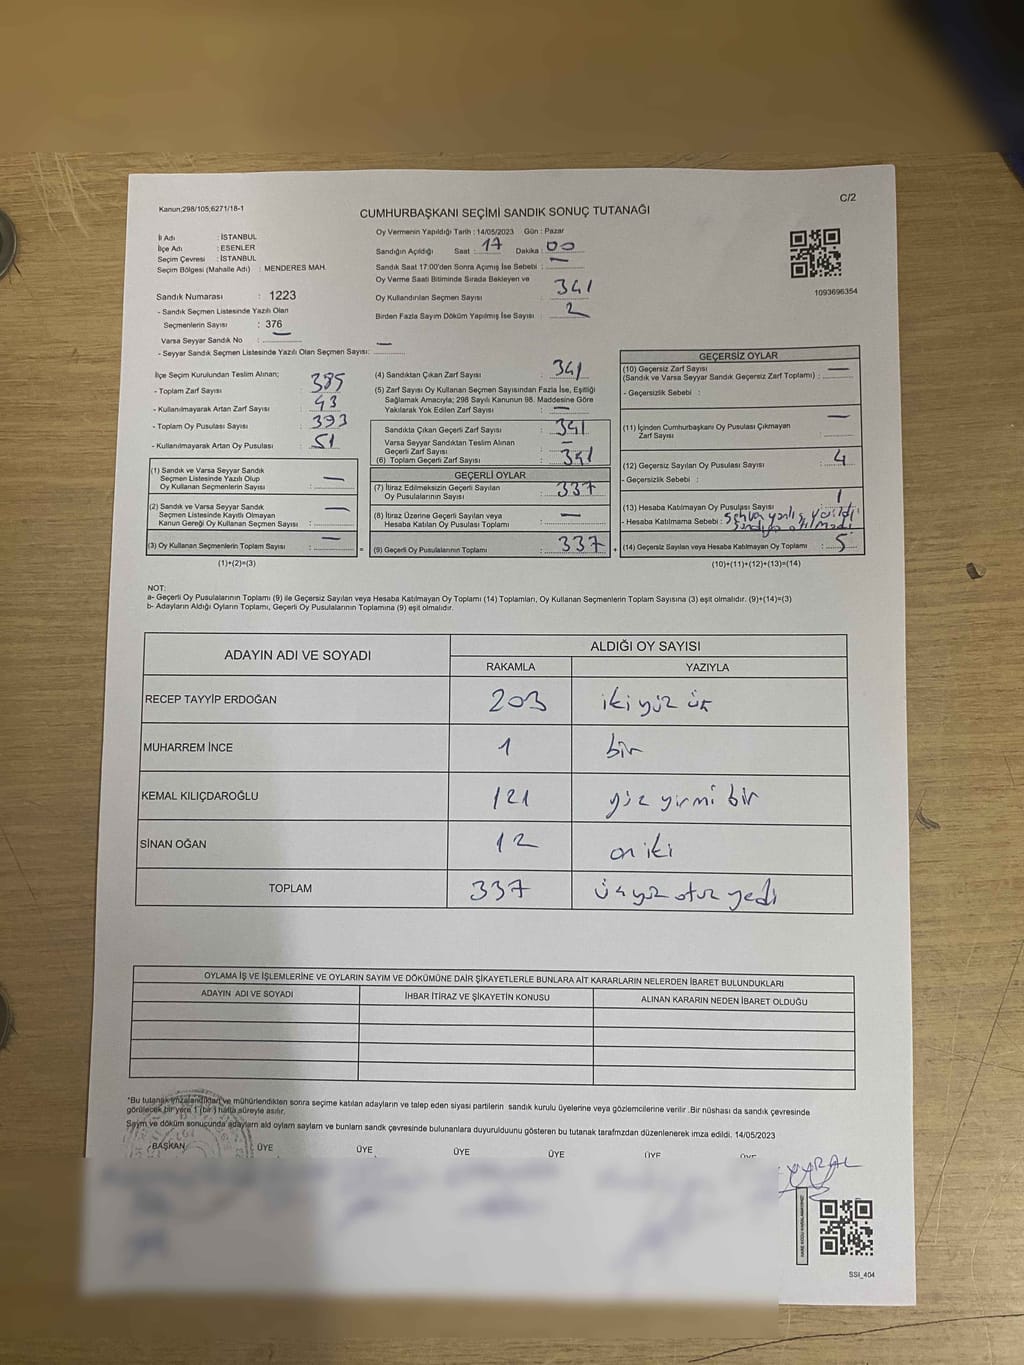 Kanun;298/105;6271/18-1
C/2
CUMHURBAŞKANI SEÇİMİ SANDIK SONUÇ TUTANAĞI
İl Adı : İSTANBUL
İlçe Adı : ESENLER
Seçim Çevresi : İSTANBUL
Seçim Bölgesi (Mahalle Adı) : MENDERES MAH.
Sandık Numarası : 1223
- Sandık Seçmen Listesinde Yazılı Olan
Seçmenlerin Sayısı : 376
Varsa Seyyar Sandık No : —
- Seyyar Sandık Seçmen Listesinde Yazılı Olan Seçmen Sayısı: —
Oy Vermenin Yapıldığı Tarih : 14/05/2023 Gün : Pazar
Sandığın Açıldığı Saat : 17 Dakika : 00
Sandık Saat 17:00'den Sonra Açımış İse Sebebi : —
Oy Verme Saati Bitiminde Sırada Bekleyen ve
Oy Kullandırılan Seçmen Sayısı : 341
Birden Fazla Sayım Döküm Yapılmış İse Sayısı : 2
1093696354
İlçe Seçim Kurulundan Teslim Alınan;
- Toplam Zarf Sayısı : 385
- Kullanılmayarak Artan Zarf Sayısı : 43
- Toplam Oy Pusulası Sayısı : 393
- Kullanılmayarak Artan Oy Pusulası : 51
(1) Sandık ve Varsa Seyyar Sandık
Seçmen Listesinde Yazılı Olup
Oy Kullanan Seçmenlerin Sayısı : —
(2) Sandık ve Varsa Seyyar Sandık
Seçmen Listesinde Kayıtlı Olmayan
Kanun Gereği Oy Kullanan Seçmen Sayısı : —
(3) Oy Kullanan Seçmenlerin Toplam Sayısı : —
(1)+(2)=(3)
(4) Sandıktan Çıkan Zarf Sayısı : 341
(5) Zarf Sayısı Oy Kullanan Seçmen Sayısından Fazla İse, Eşitliği
Sağlamak Amacıyla; 298 Sayılı Kanunun 98. Maddesine Göre
Yakılarak Yok Edilen Zarf Sayısı : —
Sandıkta Çıkan Geçerli Zarf Sayısı : 341
Varsa Seyyar Sandıktan Teslim Alınan
Geçerli Zarf Sayısı : —
(6) Toplam Geçerli Zarf Sayısı : 341
GEÇERLİ OYLAR
(7) İtiraz Edilmeksizin Geçerli Sayılan
Oy Pusulalarının Sayısı : 337
(8) İtiraz Üzerine Geçerli Sayılan veya
Hesaba Katılan Oy Pusulası Toplamı : —
= (9) Geçerli Oy Pusulalarının Toplamı : 337 +
GEÇERSİZ OYLAR
(10) Geçersiz Zarf Sayısı
(Sandık ve Varsa Seyyar Sandık Geçersiz Zarf Toplamı) : —
- Geçersizlik Sebebi :
(11) İçinden Cumhurbaşkanı Oy Pusulası Çıkmayan
Zarf Sayısı : —
(12) Geçersiz Sayılan Oy Pusulası Sayısı : 4
- Geçersizlik Sebebi :
(13) Hesaba Katılmayan Oy Pusulası Sayısı : 1
- Hesaba Katılmama Sebebi : Sehven yanlış yazıldı
(14) Geçersiz Sayılan veya Hesaba Katılmayan Oy Toplamı : 5
(10)+(11)+(12)+(13)=(14)
NOT:
a- Geçerli Oy Pusulalarının Toplamı (9) ile Geçersiz Sayılan veya Hesaba Katılmayan Oy Toplamı (14) Toplamları, Oy Kullanan Seçmenlerin Toplam Sayısına (3) eşit olmalıdır. (9)+(14)=(3)
b- Adayların Aldığı Oyların Toplamı, Geçerli Oy Pusulalarının Toplamına (9) eşit olmalıdır.
ADAYIN ADI VE SOYADI
ALDIĞI OY SAYISI
RAKAMLA YAZIYLA
RECEP TAYYİP ERDOĞAN 203 iki yüz üç
MUHARREM İNCE 1 bir
KEMAL KILIÇDAROĞLU 121 yüz yirmi bir
SİNAN OĞAN 12 on iki
TOPLAM 337 üç yüz otuz yedi
OYLAMA İŞ VE İŞLEMLERİNE VE OYLARIN SAYIM VE DÖKÜMÜNE DAİR ŞİKAYETLERLE BUNLARA AİT KARARLARIN NELERDEN İBARET BULUNDUKLARI
ADAYIN ADI VE SOYADI İHBAR İTİRAZ VE ŞİKAYETİN KONUSU ALINAN KARARIN NEDEN İBARET OLDUĞU
*Bu tutanak imzalandıktan ve mühürlendikten sonra seçime katılan adayların ve talep eden siyasi partilerin sandık kurulu üyelerine veya gözlemcilerine verilir .Bir nüshası da sandık çevresinde
görülecek bir yere 1 (bir ) hafta süreyle asılır.
Sayım ve döküm sonucunda adayların ald oyların sayların ve bunların sandk çevresinde bulunanlara duyurulduunu gösteren bu tutanak tarafmzdan düzenlenerek imza edildi. 14/05/2023
BAŞKAN ÜYE ÜYE ÜYE ÜYE ÜYE ÜYE
SSI_404